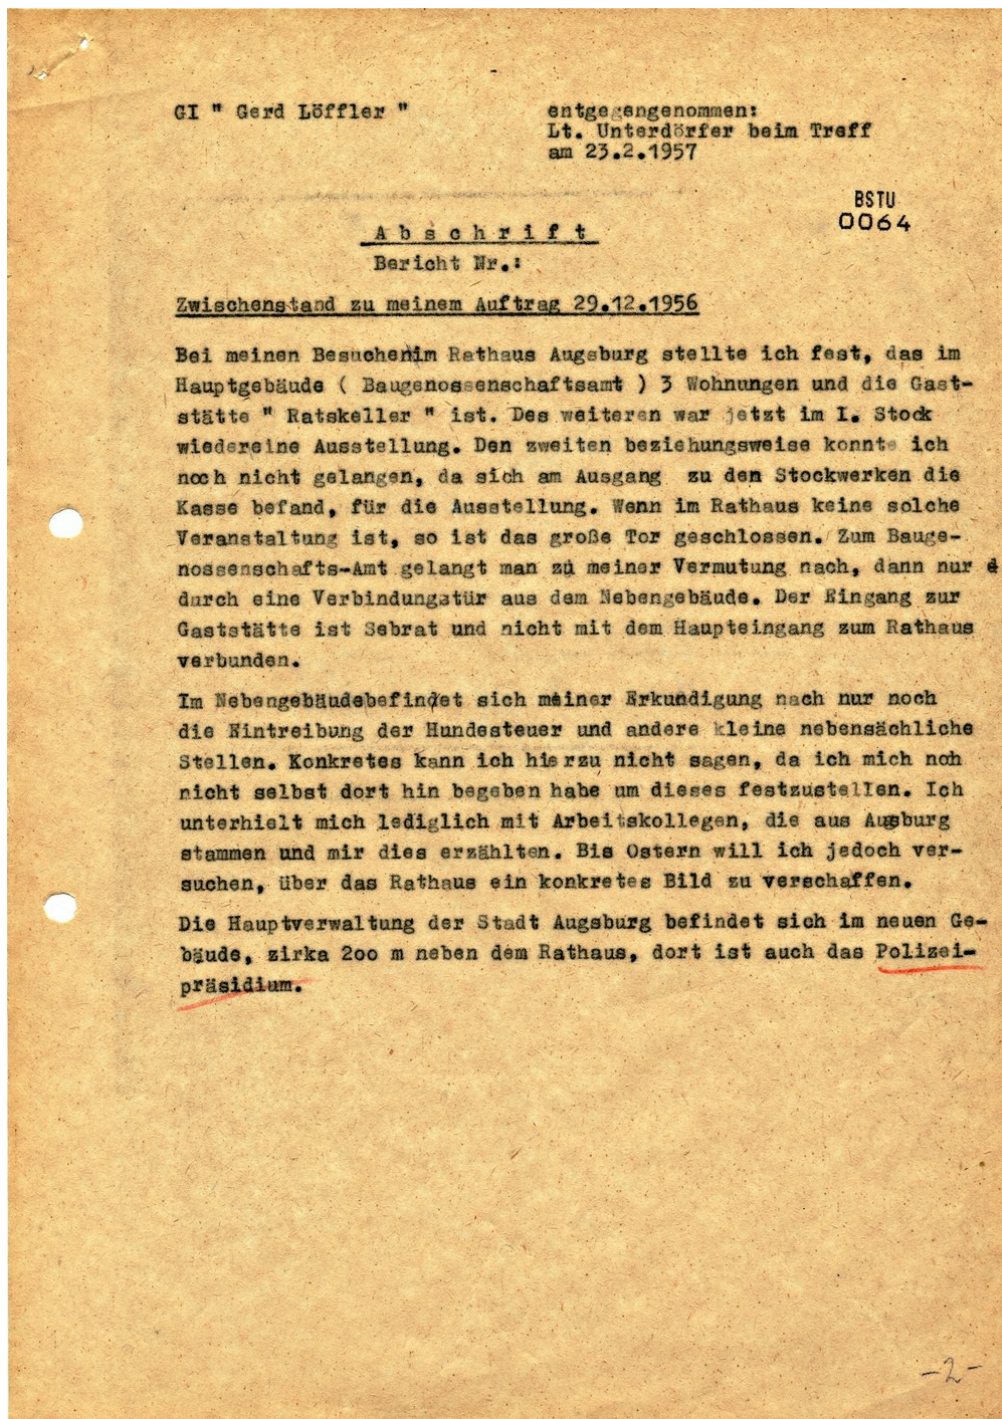 GI " Gerd Löffler "
entgegengenommen:
Lt. Unterdörfer beim Treff
am 23.2.1957
BSTU
0064
A b s c h r i f t
Bericht Nr.:
Zwischenstand zu meinem Auftrag 29.12.1956
Bei meinen Besuchen im Rathaus Augsburg stellte ich fest, das im
Hauptgebäude ( Baugenossenschaftsamt ) 3 Wohnungen und die Gast-
stätte " Ratskeller " ist. Des weiteren war jetzt im I. Stock
wiedereine Ausstellung. Den zweiten beziehungsweise konnte ich
noch nicht gelangen, da sich am Ausgang zu den Stockwerken die
Kasse befand, für die Ausstellung. Wenn im Rathaus keine solche
Veranstaltung ist, so ist das große Tor geschlossen. Zum Bauge-
nossenschafts-Amt gelangt man zu meiner Vermutung nach, dann nur
durch eine Verbindungstür aus dem Nebengebäude. Der Eingang zur
Gaststätte ist Sebrat und nicht mit dem Haupteingang zum Rathaus
verbunden.
Im Nebengebäudebefindet sich meiner Erkundigung nach nur noch
die Eintreibung der Hundesteuer und andere kleine nebensächliche
Stellen. Konkretes kann ich hierzu nicht sagen, da ich mich noh
nicht selbst dort hin begeben habe um dieses festzustellen. Ich
unterhielt mich lediglich mit Arbeitskollegen, die aus Augsburg
stammen und mir dies erzählten. Bis Ostern will ich jedoch ver-
suchen, über das Rathaus ein konkretes Bild zu verschaffen.
Die Hauptverwaltung der Stadt Augsburg befindet sich im neuen Ge-
bäude, zirka 200 m neben dem Rathaus, dort ist auch das Polizei-
präsidium.
-2-